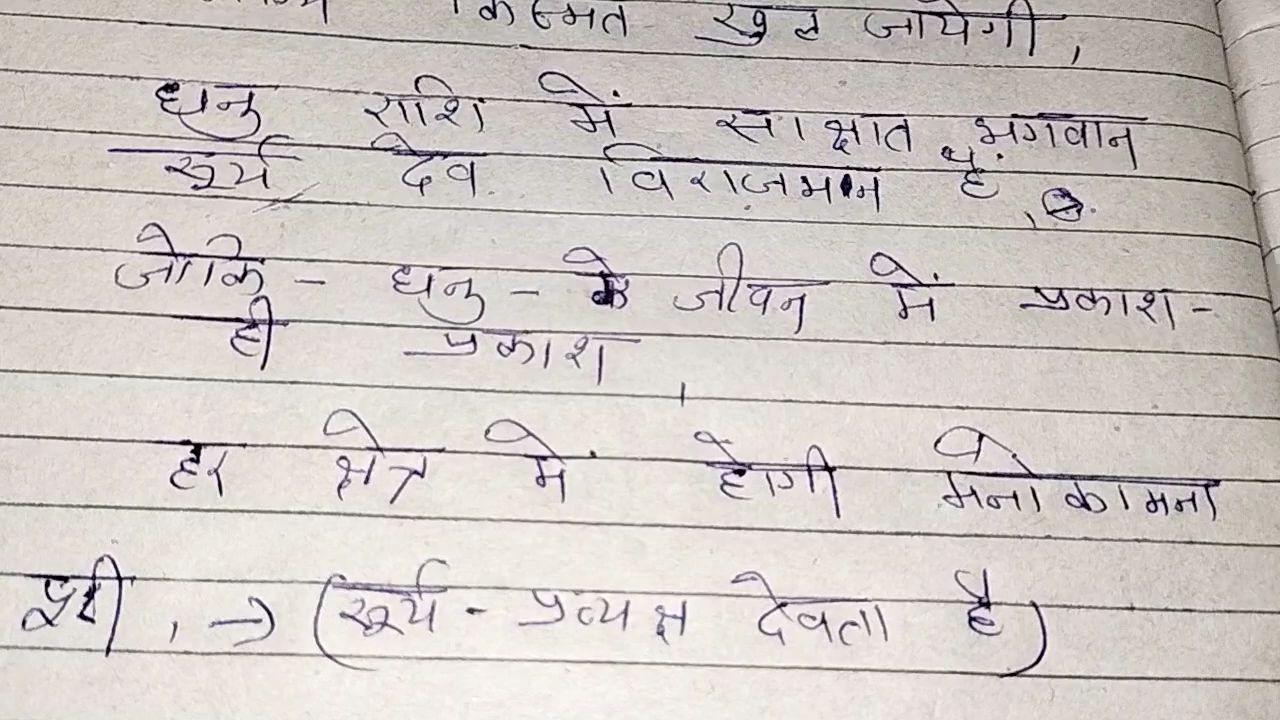 किस्मत खुल जायेगी,
धनु राशि में साक्षात भगवान
सूर्य देव विराजमान हैं,
जोकि - धनु - के जीवन में प्रकाश -
ही प्रकाश,
हर क्षेत्र में होगी मनोकामना
पूरी, → (सूर्य - प्रत्यक्ष देवता है)